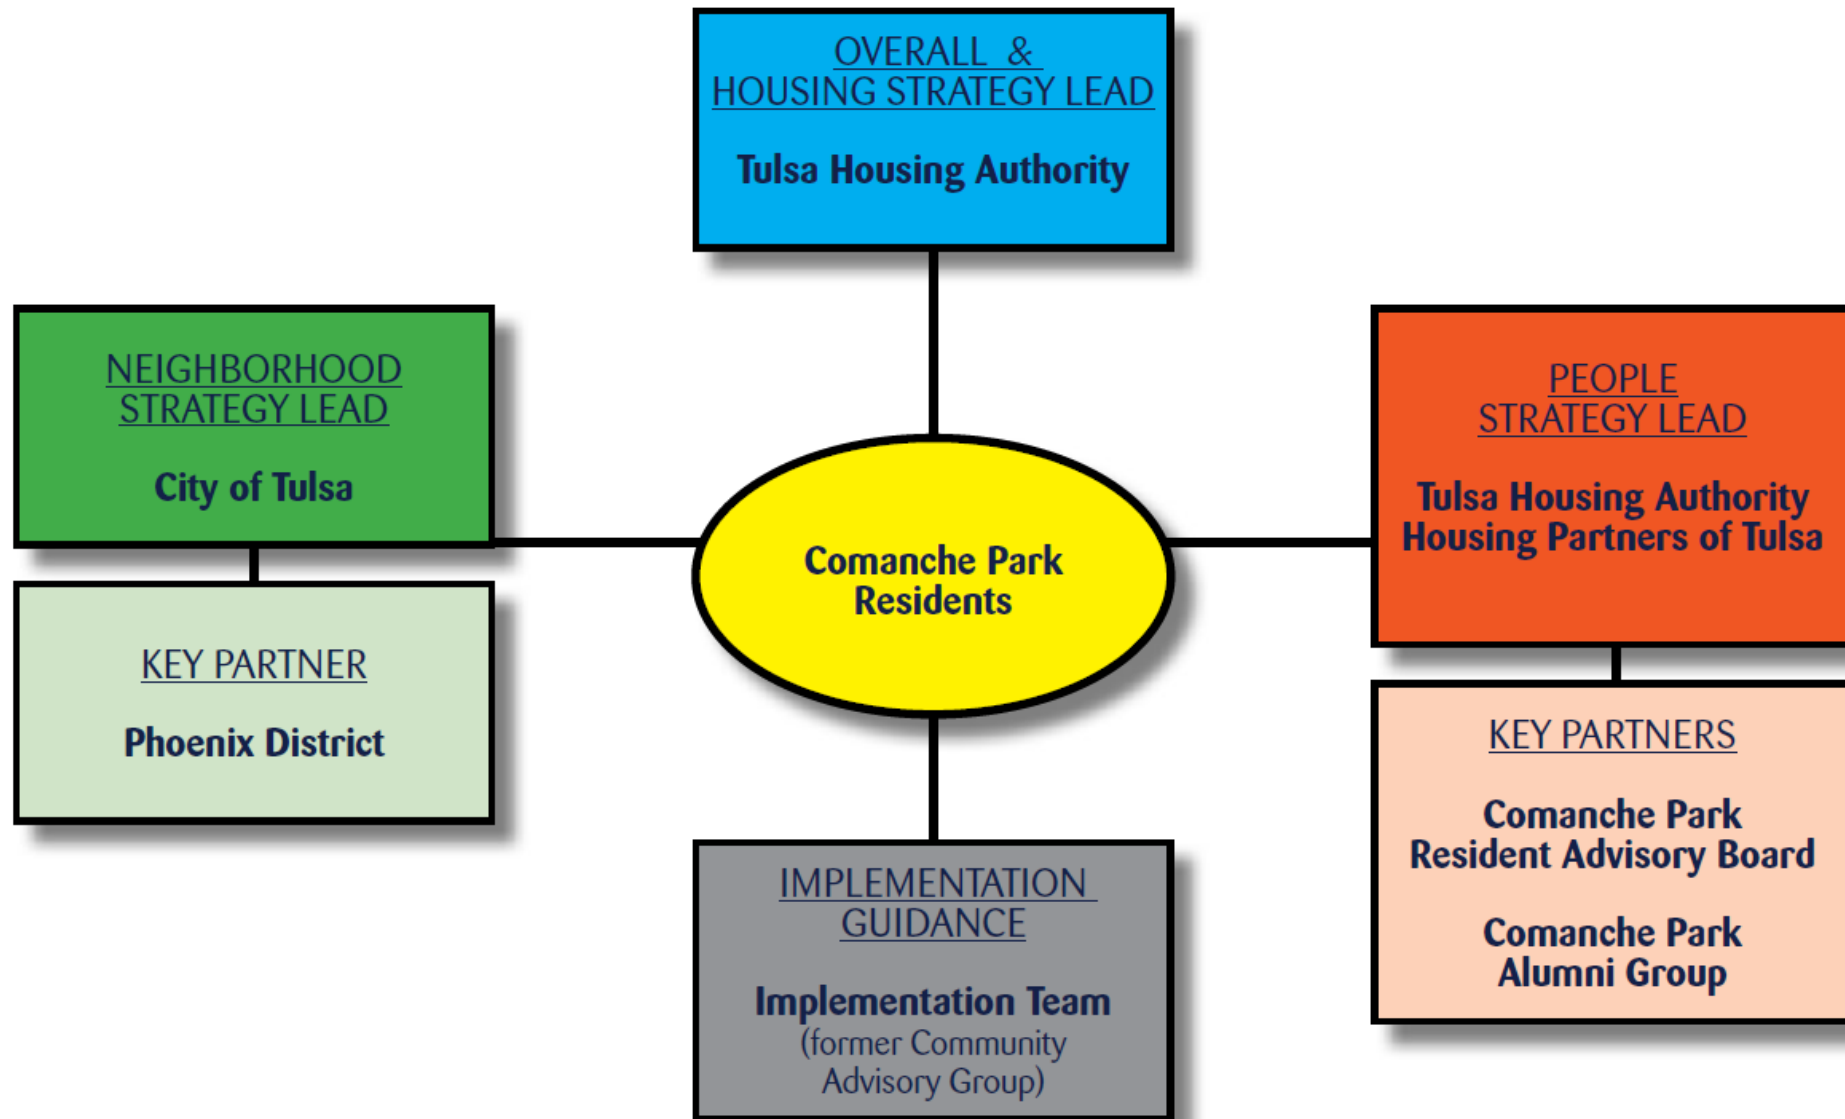 OVERALL &
HOUSING STRATEGY LEAD
Tulsa Housing Authority
NEIGHBORHOOD
STRATEGY LEAD
City of Tulsa
KEY PARTNER
Phoenix District
Comanche Park
Residents
PEOPLE
STRATEGY LEAD
Tulsa Housing Authority
Housing Partners of Tulsa
KEY PARTNERS
Comanche Park
Resident Advisory Board
Comanche Park
Alumni Group
IMPLEMENTATION
GUIDANCE
Implementation Team
(former Community
Advisory Group)